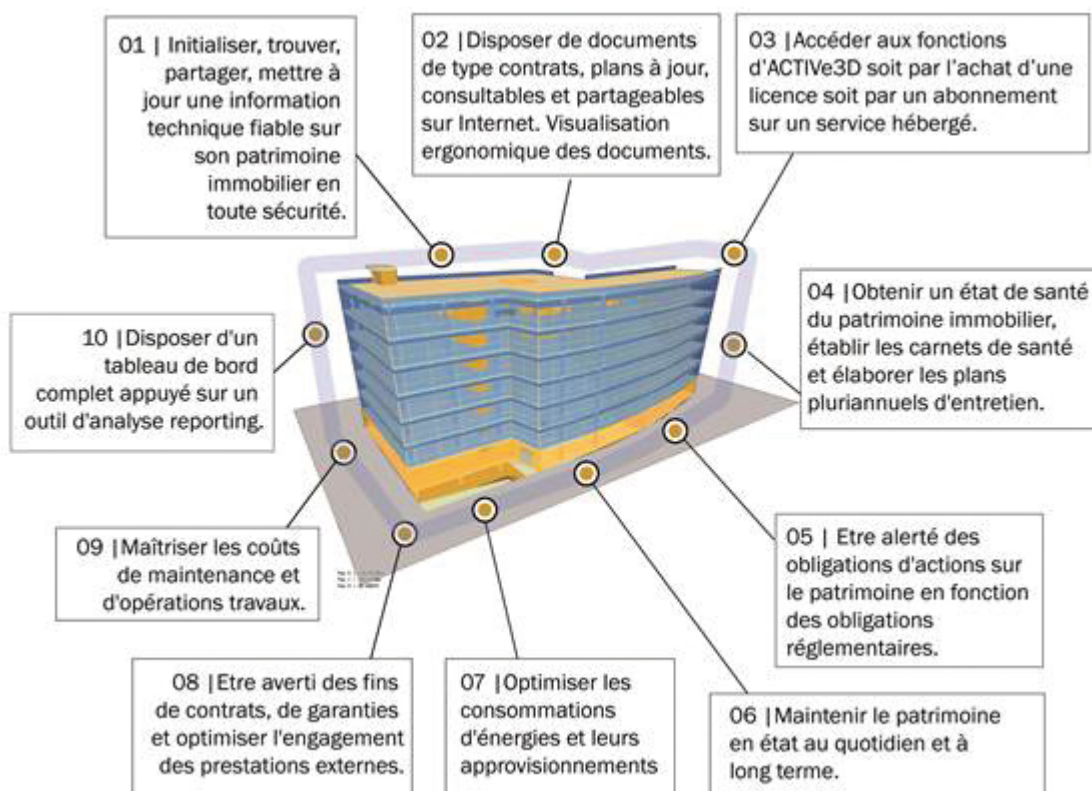 01 | Initialiser, trouver,
partager, mettre à
jour une information
technique fiable sur
son patrimoine
immobilier en
toute sécurité.
02 |Disposer de documents
de type contrats, plans à jour,
consultables et partageables
sur Internet. Visualisation
ergonomique des documents.
03 |Accéder aux fonctions
d'ACTIVe3D soit par l'achat d'une
licence soit par un abonnement
sur un service hébergé.
04 |Obtenir un état de santé
du patrimoine immobilier,
établir les carnets de santé
et élaborer les plans
pluriannuels d'entretien.
05 | Etre alerté des
obligations d'actions sur
le patrimoine en fonction
des obligations
réglementaires.
06 |Maintenir le patrimoine
en état au quotidien et à
long terme.
07 |Optimiser les
consommations
d'énergies et leurs
approvisionnements
08 |Etre averti des fins
de contrats, de garanties
et optimiser l'engagement
des prestations externes.
09 |Maîtriser les coûts
de maintenance et
d'opérations travaux.
10 |Disposer d'un
tableau de bord
complet appuyé sur un
outil d'analyse reporting.